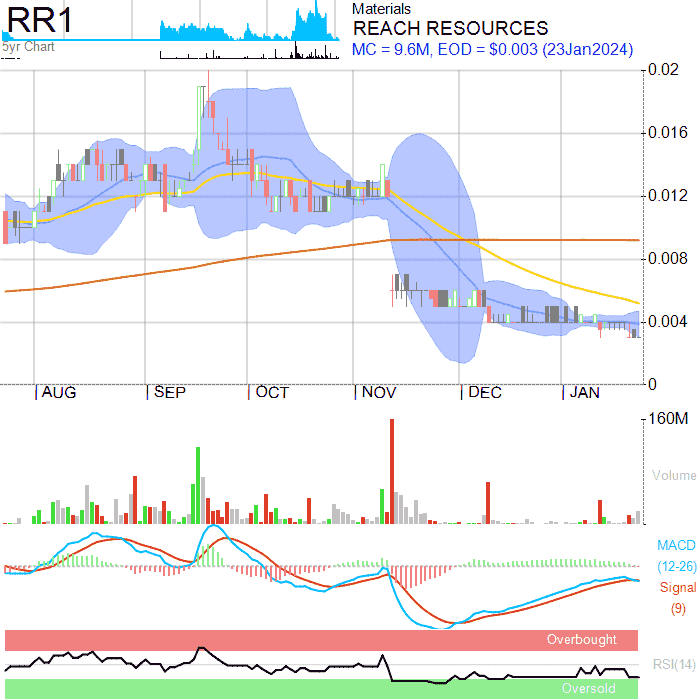 RR1
5yr Chart
Materials
REACH RESOURCES
MC = 9.6M, EOD = $0.003 (23Jan2024)
0.02
0.016
0.012
0.008
0.004
0
AUG SEP OCT NOV DEC JAN
160M
Volume
MACD
(12-26)
Signal
(9)
Overbought
RSI(14)
Oversold